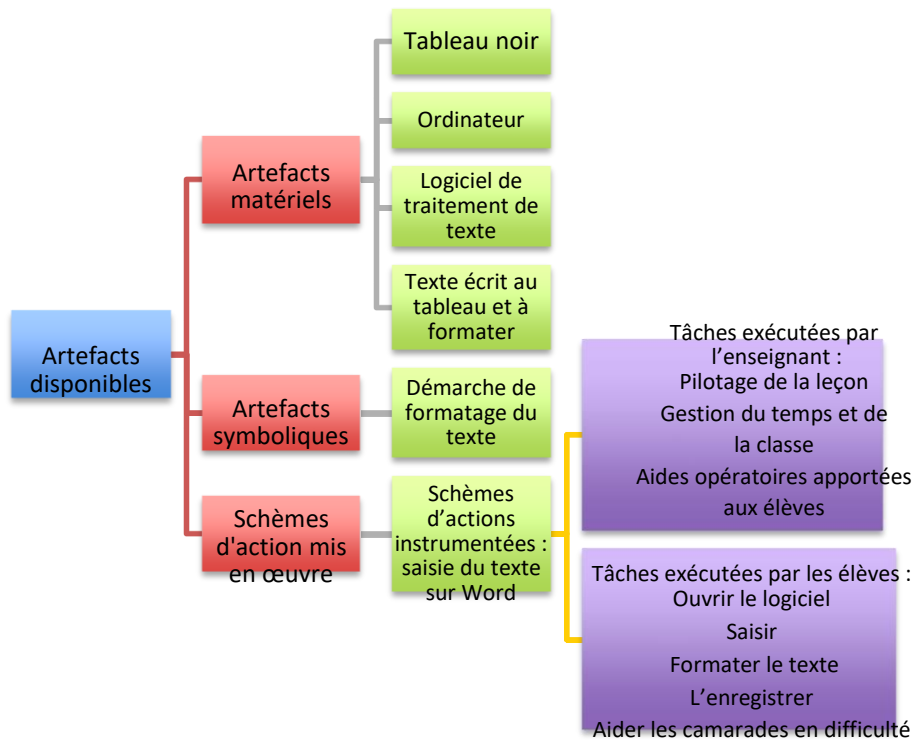 Tableau noir
Ordinateur
Artefacts
matériels
Logiciel de
traitement de
texte
Texte écrit au
tableau et à
formater
Artefacts
disponibles
Artefacts
symboliques
Démarche de
formatage du
texte
Schèmes
d'action mis
en œuvre
Schèmes
d’actions
instrumentées :
saisie du texte
sur Word
Tâches exécutées par
l’enseignant :
Pilotage de la leçon
Gestion du temps et de
la classe
Aides opératoires apportées
aux élèves
Tâches exécutées par les élèves :
Ouvrir le logiciel
Saisir
Formater le texte
L’enregistrer
Aider les camarades en difficulté